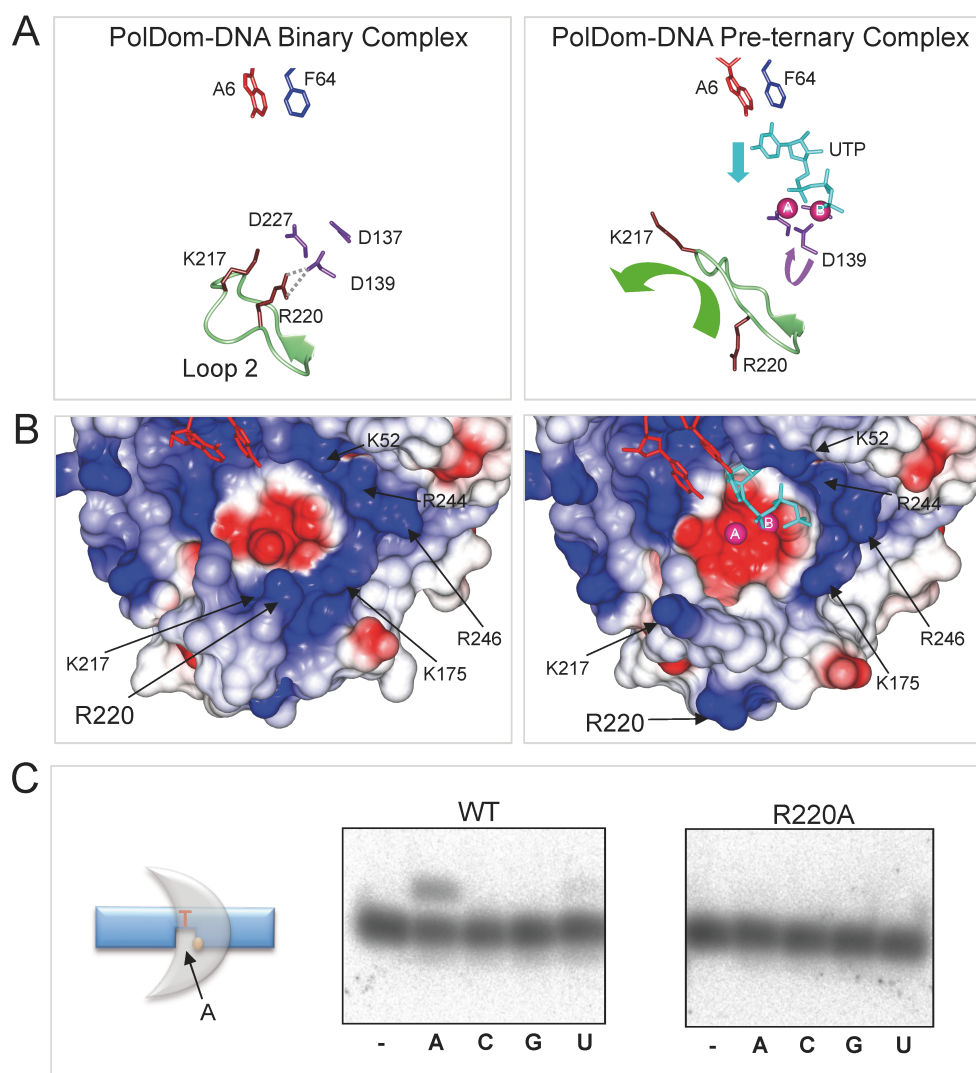 A
PolDom-DNA Binary Complex
A6
F64
D227
D137
K217
D139
R220
Loop 2
PolDom-DNA Pre-ternary Complex
A6
F64
UTP
A
B
K217
D139
R220
B
K52
R244
R246
K217
K175
R220
K52
R244
B
A
R246
K217
K175
R220
C
WT
R220A
T
A
- A C G U
- A C G U